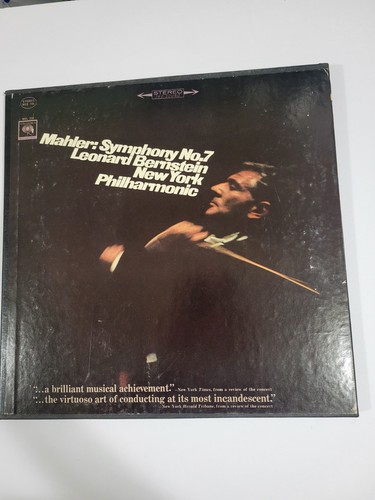 STEREO
Mahler: Symphony No.7
Leonard Bernstein
New York
Philharmonic
“...a brilliant musical achievement.” —New York Times, from a review of the concert
“...the virtuoso art of conducting at its most incandescent.”
—New York Herald Tribune, from a review of the concert